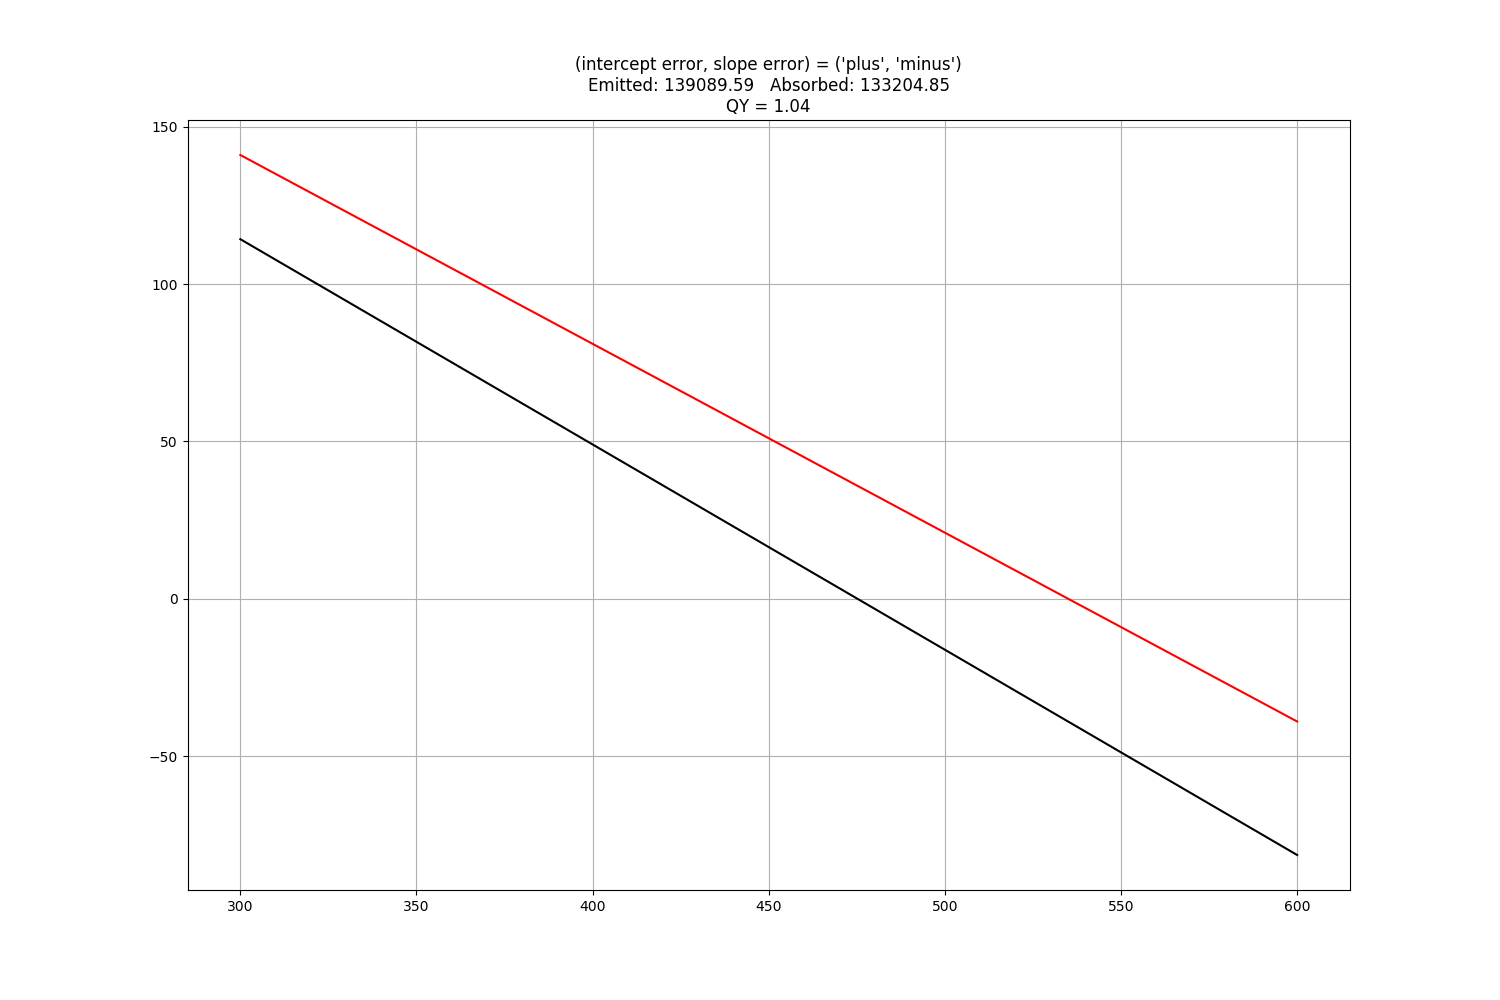 (intercept error, slope error) = ('plus', 'minus')
Emitted: 139089.59   Absorbed: 133204.85
QY = 1.04
150
100
50
0
−50
300 350 400 450 500 550 600